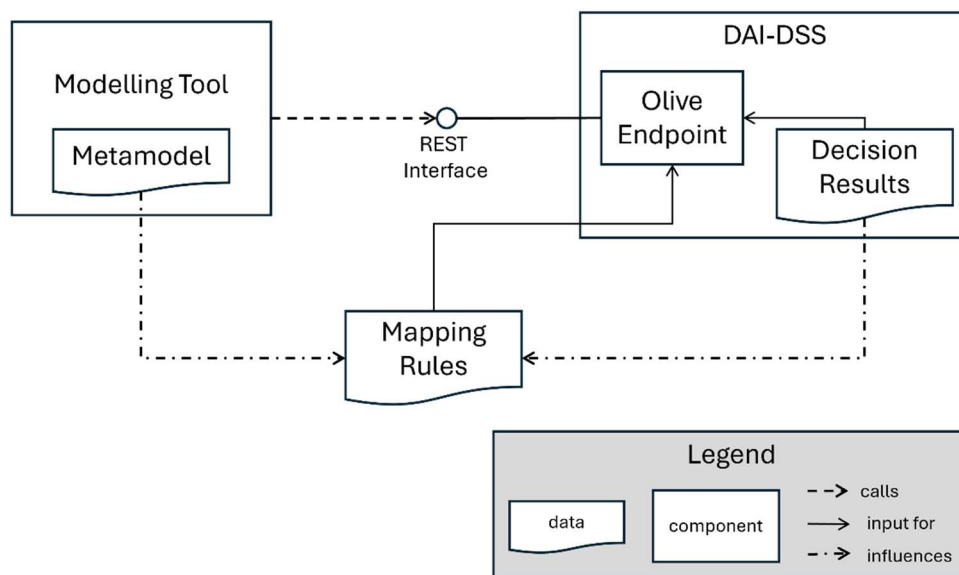 DAI-DSS
Modelling Tool
Metamodel
REST
Interface
Olive
Endpoint
Decision
Results
Mapping
Rules
Legend
data
component
calls
input for
influences